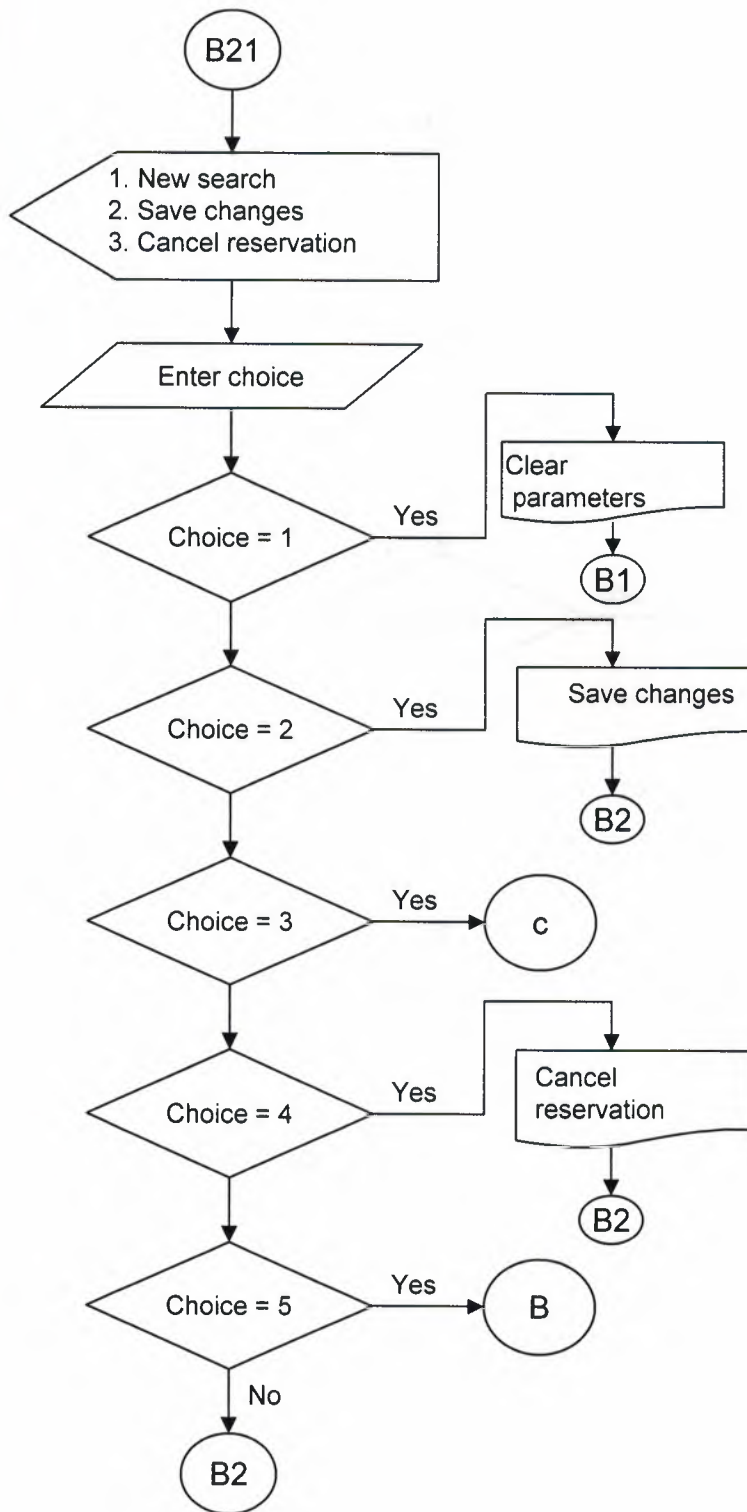 B21
1. New search
2. Save changes
3. Cancel reservation
Enter choice
Choice = 1
Yes
Clear
parameters
B1
Choice = 2
Yes
Save changes
B2
Choice = 3
Yes
c
Choice = 4
Yes
Cancel
reservation
B2
Choice = 5
Yes
B
No
B2